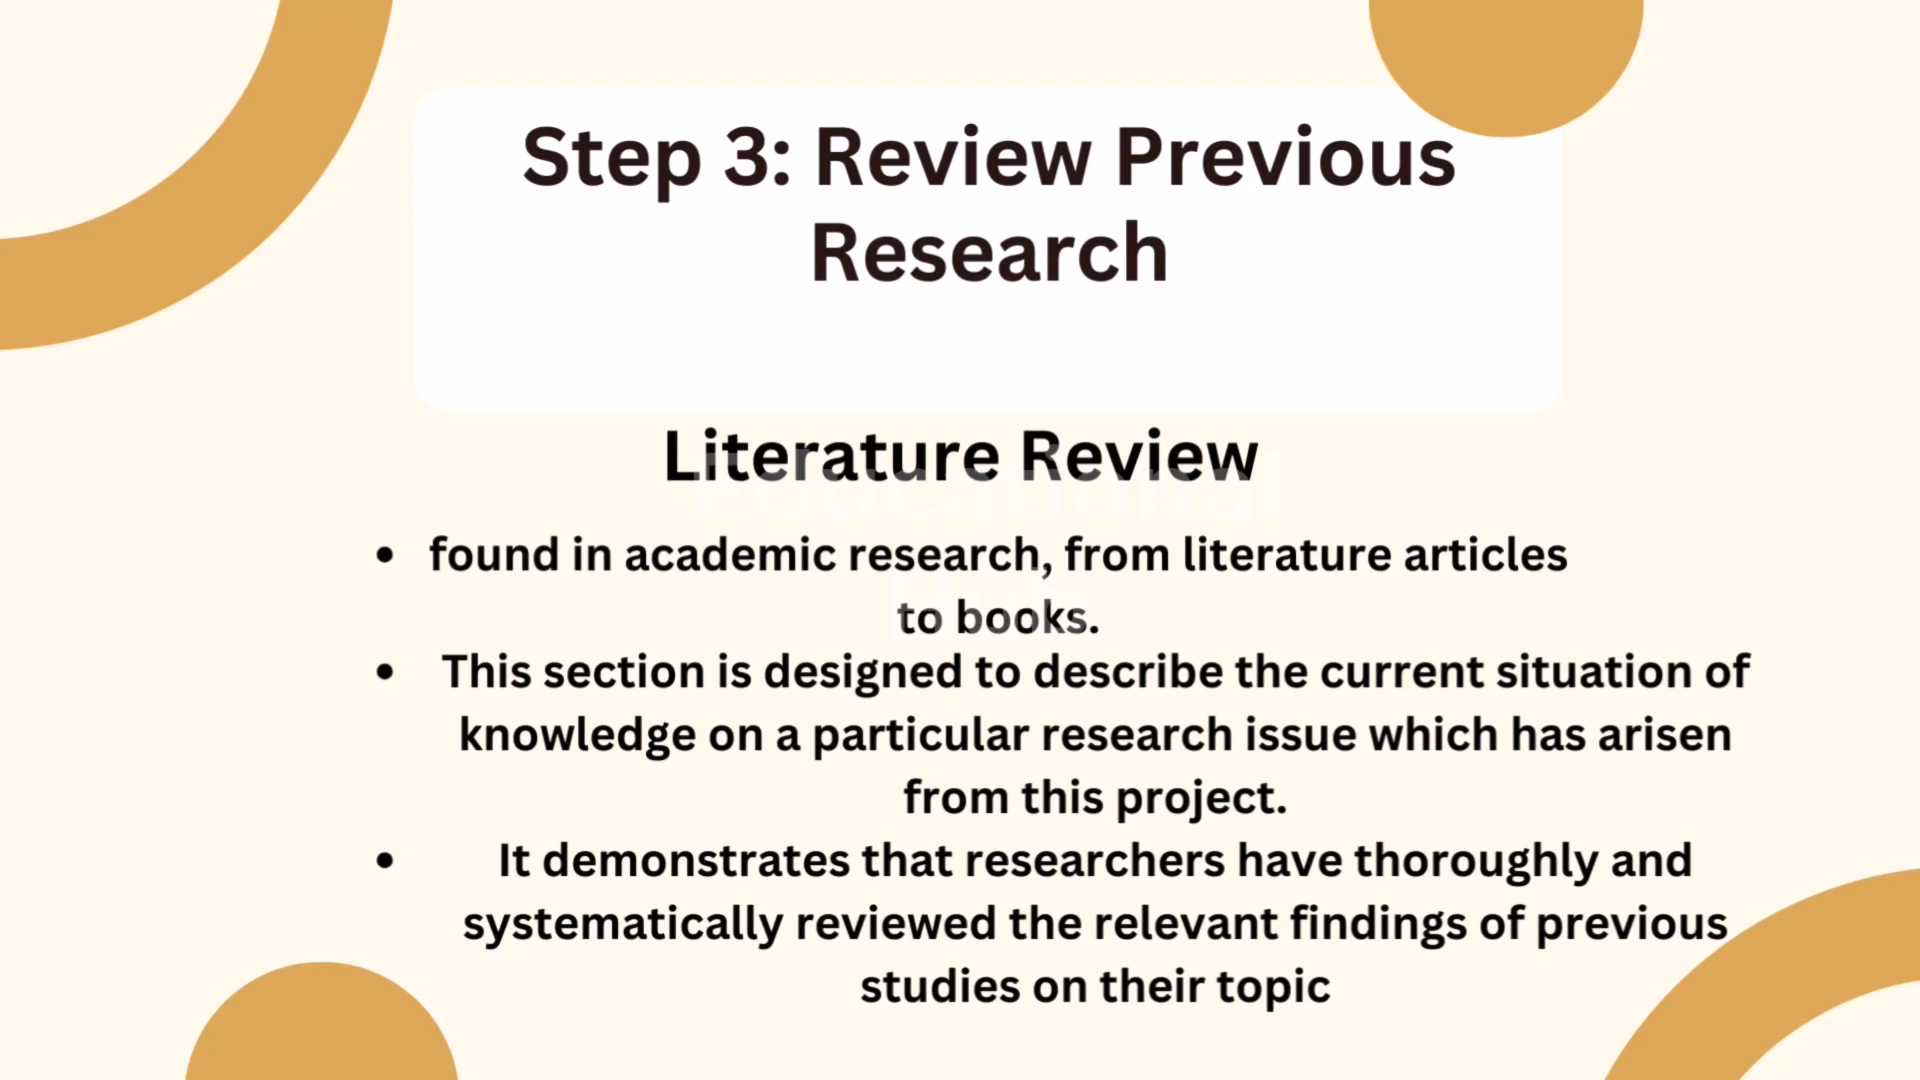 Step 3: Review Previous
Research
Literature Review
Educational
• found in academic research, from literature articles
to books.
• This section is designed to describe the current situation of
knowledge on a particular research issue which has arisen
from this project.
• It demonstrates that researchers have thoroughly and
systematically reviewed the relevant findings of previous
studies on their topic